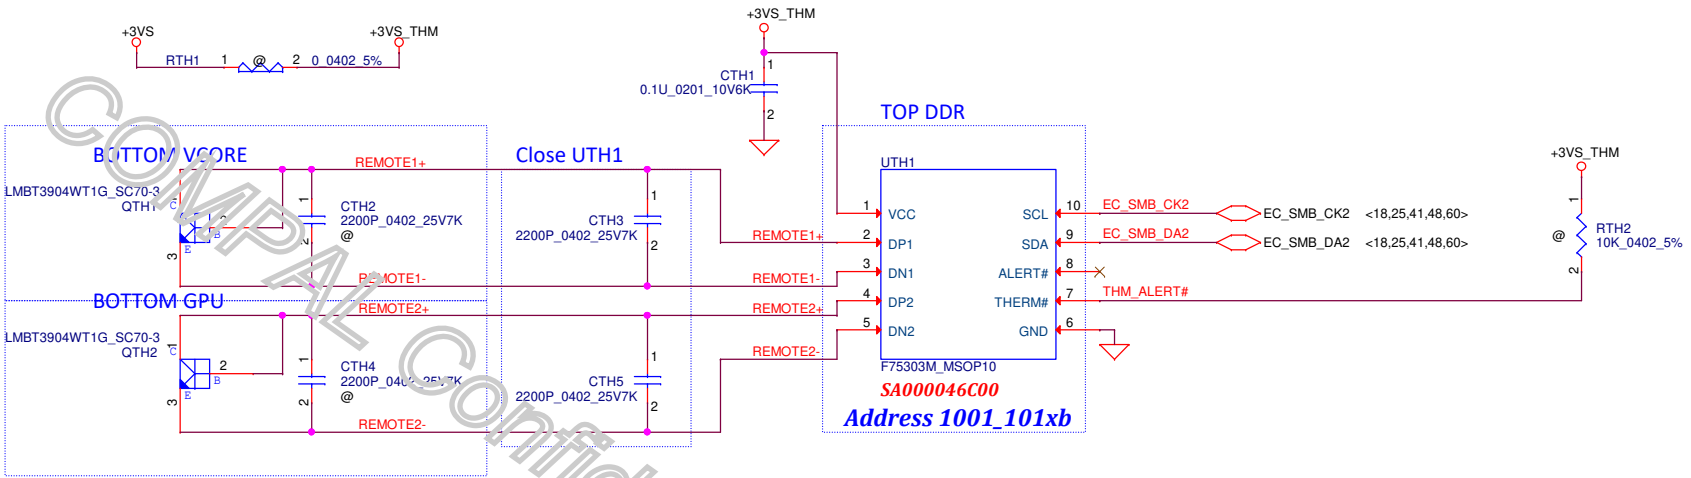 +3VS
+3VS_THM
RTH1 1 @ 2 0_0402_5%
+3VS_THM
CTH1
0.1U_0201_10V6K
1
2
TOP DDR
BOTTOM VCORE
REMOTE1+
Close UTH1
LMBT3904WT1G_SC70-3
QTH1
C
2
B
E
3
1
CTH2
2200P_0402_25V7K
@
2
1
CTH3
2200P_0402_25V7K
2
REMOTE1+
REMOTE1-
REMOTE1-
BOTTOM GPU
REMOTE2+
REMOTE2+
LMBT3904WT1G_SC70-3
QTH2
1
C
2
B
E
3
1
CTH4
2200P_0402_25V7K
@
2
1
CTH5
2200P_0402_25V7K
2
REMOTE2-
REMOTE2-
UTH1
1 VCC
2 DP1
3 DN1
4 DP2
5 DN2
SCL 10 EC_SMB_CK2
SDA 9 EC_SMB_DA2
ALERT# 8
THERM# 7 THM_ALERT#
GND 6
EC_SMB_CK2 <18,25,41,48,60>
EC_SMB_DA2 <18,25,41,48,60>
F75303M_MSOP10
SA000046C00
Address 1001_101xb
+3VS_THM
1
@
RTH2
10K_0402_5%
2
COMPAL Confid